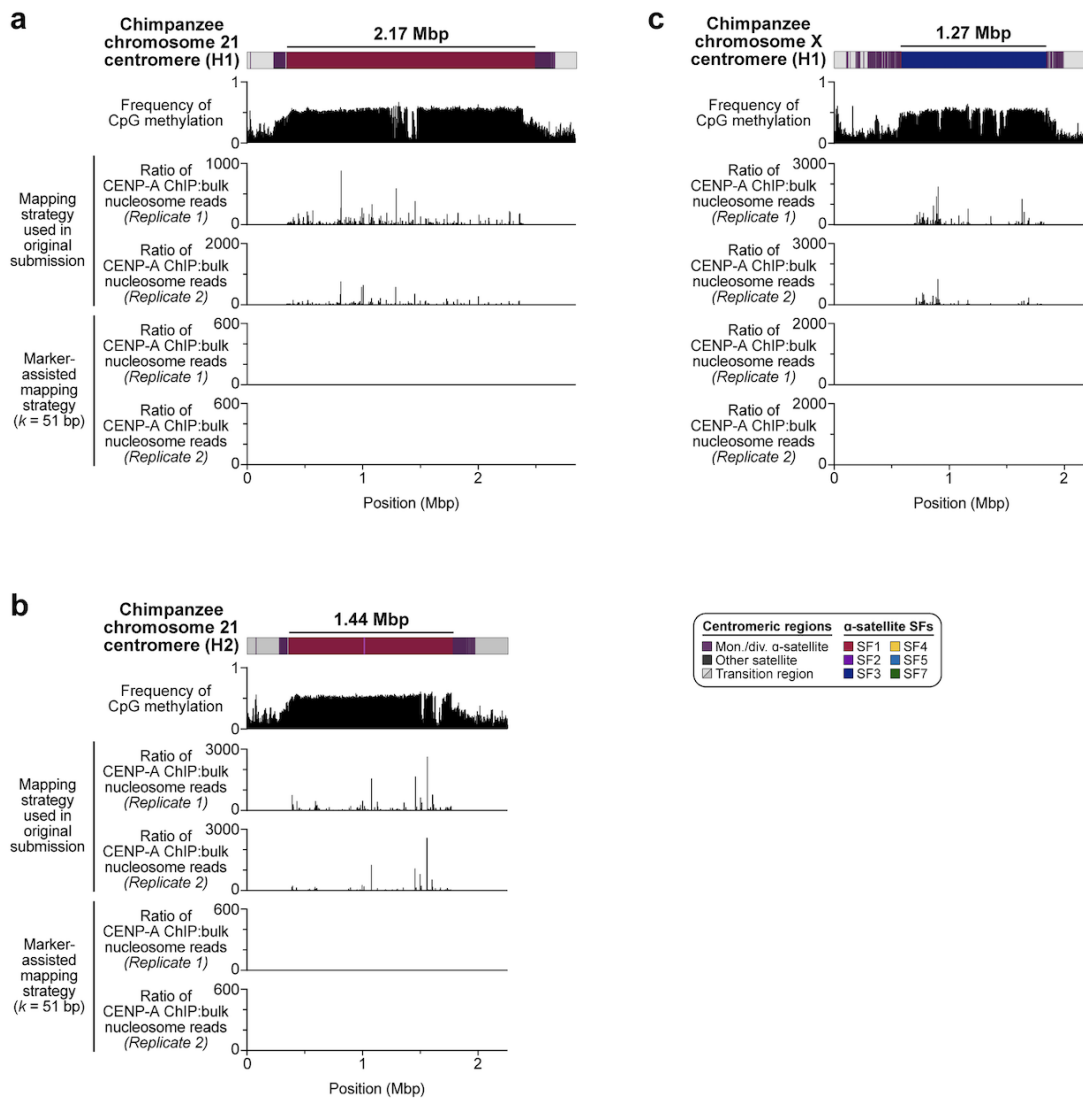 a
Chimpanzee
chromosome 21
centromere (H1)
2.17 Mbp
Frequency of
CpG methylation
1
0
Mapping
strategy
used in
original
submission
Ratio of
CENP-A ChIP:bulk
nucleosome reads
(Replicate 1)
1000
0
Ratio of
CENP-A ChIP:bulk
nucleosome reads
(Replicate 2)
2000
0
Marker-
assisted
mapping
strategy
(k = 51 bp)
Ratio of
CENP-A ChIP:bulk
nucleosome reads
(Replicate 1)
600
0
Ratio of
CENP-A ChIP:bulk
nucleosome reads
(Replicate 2)
600
0
0 1 2
Position (Mbp)
c
Chimpanzee
chromosome X
centromere (H1)
1.27 Mbp
Frequency of
CpG methylation
1
0
Ratio of
CENP-A ChIP:bulk
nucleosome reads
(Replicate 1)
3000
0
Ratio of
CENP-A ChIP:bulk
nucleosome reads
(Replicate 2)
3000
0
Ratio of
CENP-A ChIP:bulk
nucleosome reads
(Replicate 1)
2000
0
Ratio of
CENP-A ChIP:bulk
nucleosome reads
(Replicate 2)
2000
0
0 1 2
Position (Mbp)
b
Chimpanzee
chromosome 21
centromere (H2)
1.44 Mbp
Frequency of
CpG methylation
1
0
Mapping
strategy
used in
original
submission
Ratio of
CENP-A ChIP:bulk
nucleosome reads
(Replicate 1)
3000
0
Ratio of
CENP-A ChIP:bulk
nucleosome reads
(Replicate 2)
3000
0
Marker-
assisted
mapping
strategy
(k = 51 bp)
Ratio of
CENP-A ChIP:bulk
nucleosome reads
(Replicate 1)
600
0
Ratio of
CENP-A ChIP:bulk
nucleosome reads
(Replicate 2)
600
0
0 1 2
Position (Mbp)
Centromeric regions
Mon./div. α-satellite
Other satellite
Transition region
α-satellite SFs
SF1 SF4
SF2 SF5
SF3 SF7